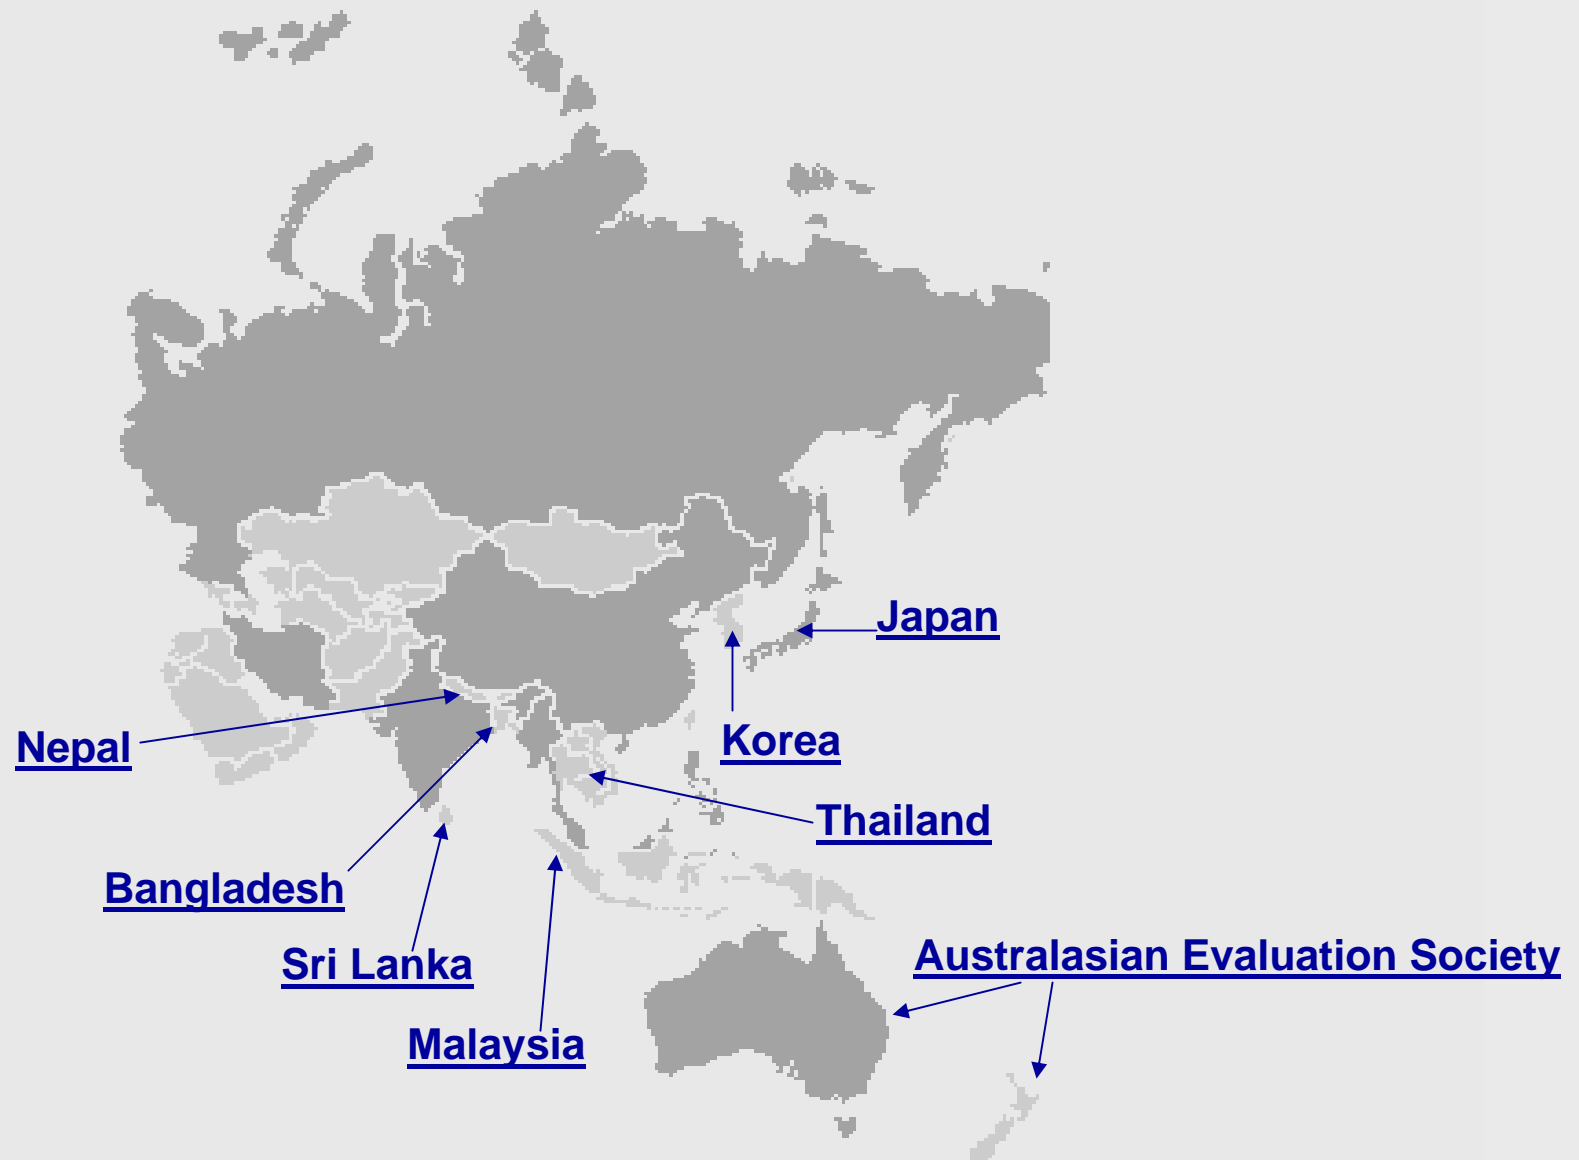 Japan
Nepal
Korea
Thailand
Bangladesh
Sri Lanka
Australasian Evaluation Society
Malaysia